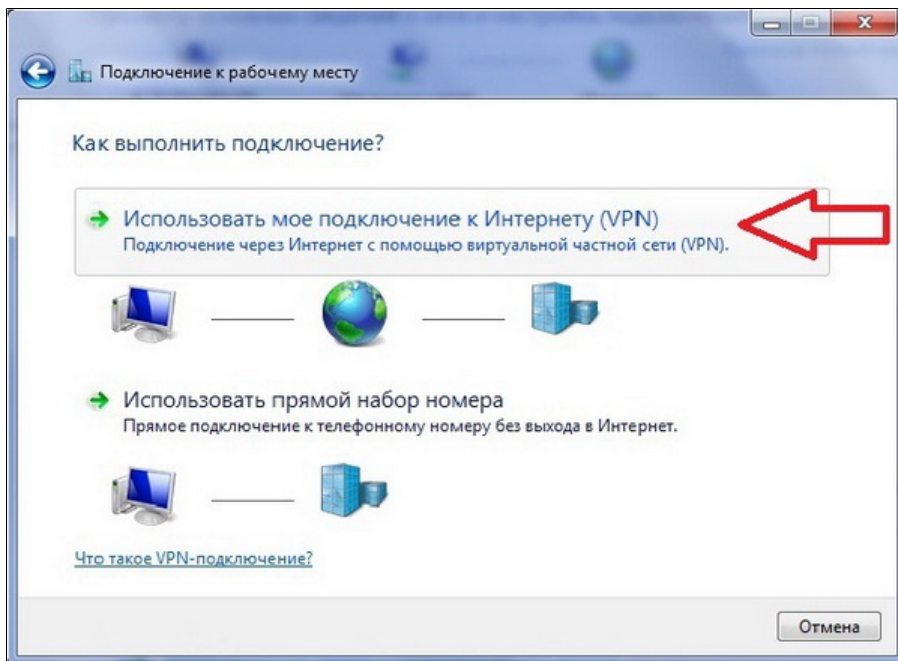 Подключение к рабочему месту
Как выполнить подключение?
Использовать мое подключение к Интернету (VPN)
Подключение через Интернет с помощью виртуальной частной сети (VPN).
Использовать прямой набор номера
Прямое подключение к телефонному номеру без выхода в Интернет.
Что такое VPN-подключение?
Отмена